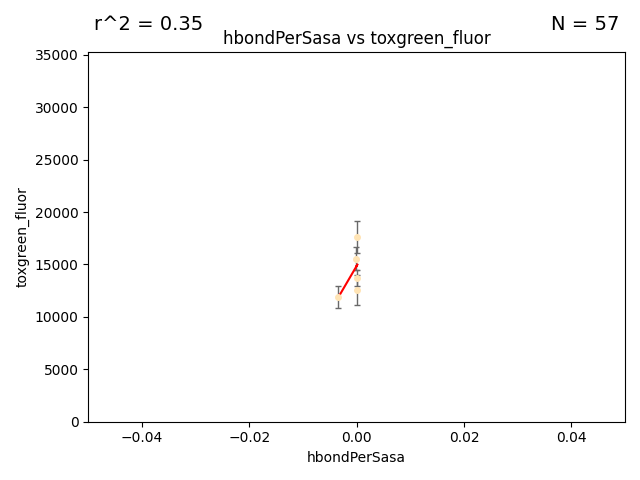 r^2 = 0.35
N = 57
hbondPerSasa vs toxgreen_fluor
35000
30000
25000
20000
15000
10000
5000
0
toxgreen_fluor
−0.04
−0.02
0.00
0.02
0.04
hbondPerSasa